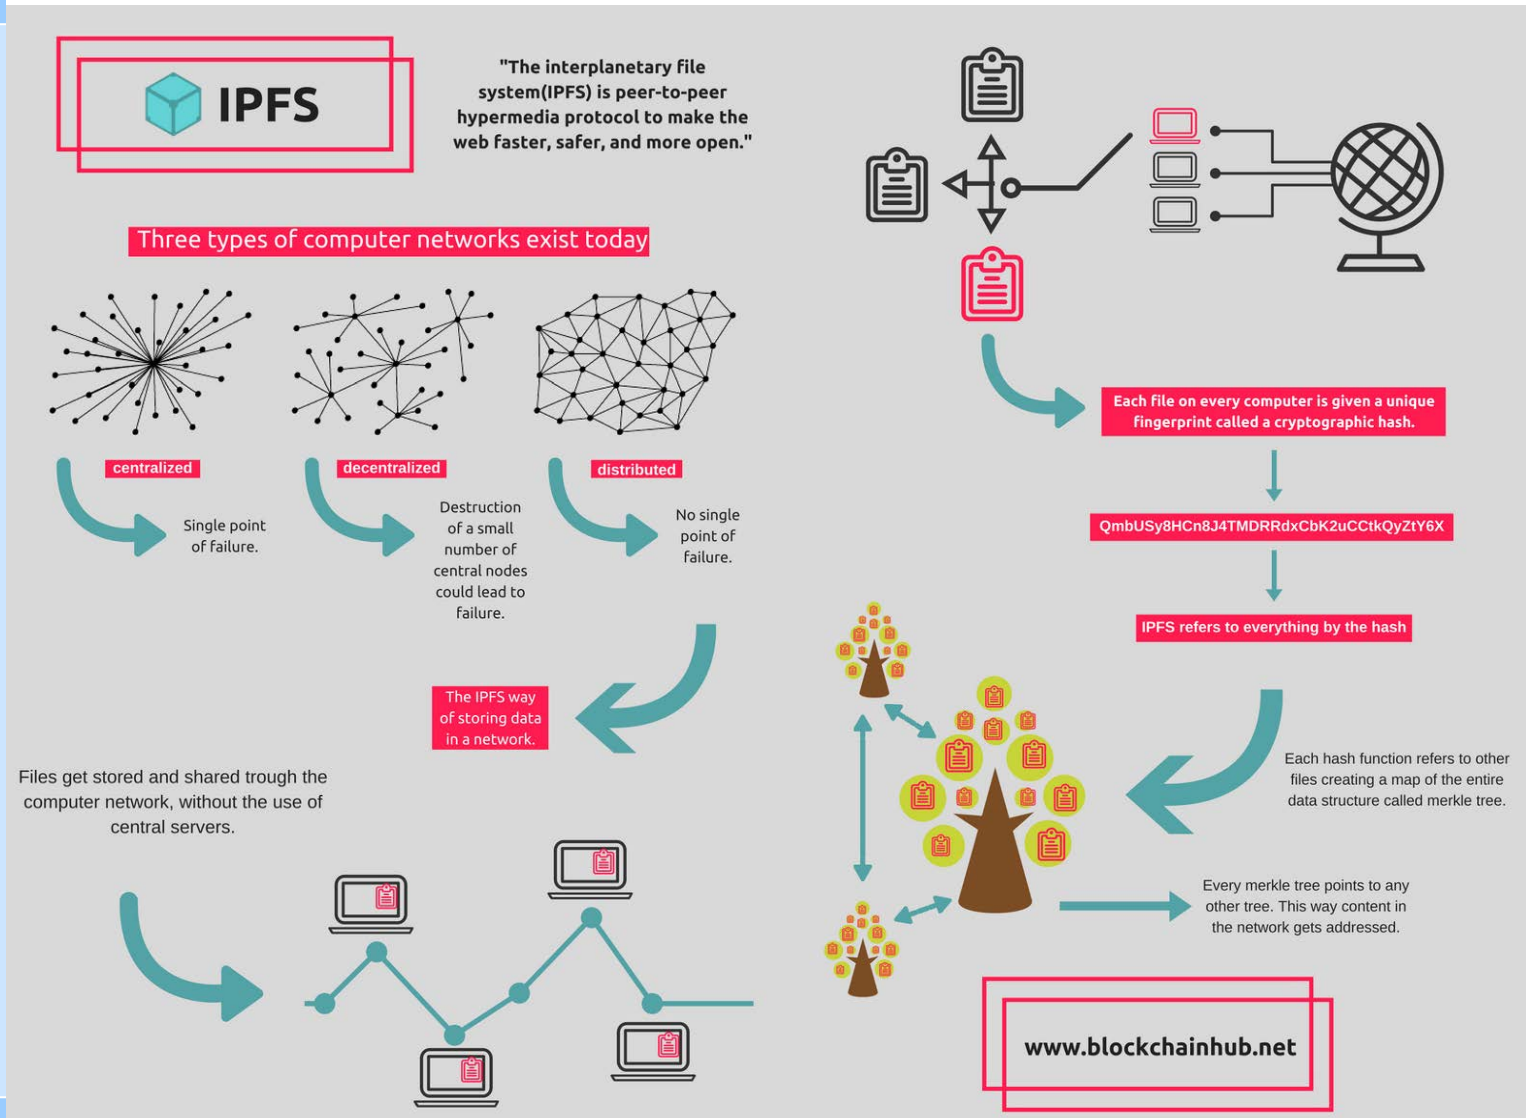 IPFS
"The interplanetary file
system(IPFS) is peer-to-peer
hypermedia protocol to make the
web faster, safer, and more open."
Three types of computer networks exist today
centralized
decentralized
distributed
Single point
of failure.
Destruction
of a small
number of
central nodes
could lead to
failure.
No single
point of
failure.
The IPFS way
of storing data
in a network.
Files get stored and shared trough the
computer network, without the use of
central servers.
Each file on every computer is given a unique
fingerprint called a cryptographic hash.
QmbUSy8HCn8J4TMDRRdxCbK2uCCtkQyZtY6X
IPFS refers to everything by the hash
Each hash function refers to other
files creating a map of the entire
data structure called merkle tree.
Every merkle tree points to any
other tree. This way content in
the network gets addressed.
www.blockchainhub.net